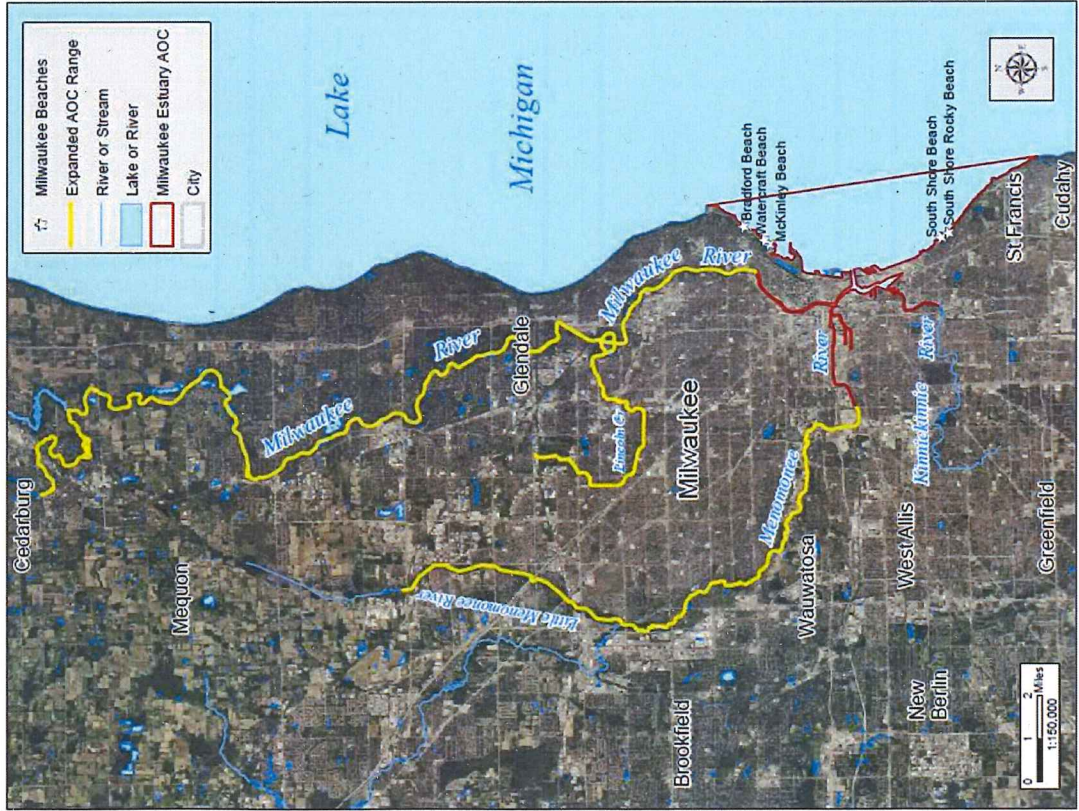 Milwaukee Beaches
Expanded AOC Range
River or Stream
Lake or River
Milwaukee Estuary AOC
City
Lake
Michigan
Cedarburg
Mequon
Milwaukee
River
Glendale
Milwaukee
River
Lincoln Cr
Little Menomonee River
Milwaukee
Menomonee
River
Bradford Beach
Watercraft Beach
McKinley Beach
Brookfield
Wauwatosa
West Allis
Kinnickinnic
River
South Shore Beach
South Shore Rocky Beach
New
Berlin
Greenfield
St Francis
Cudahy
N
E
S
W
0 1 2
Miles
1:150,000